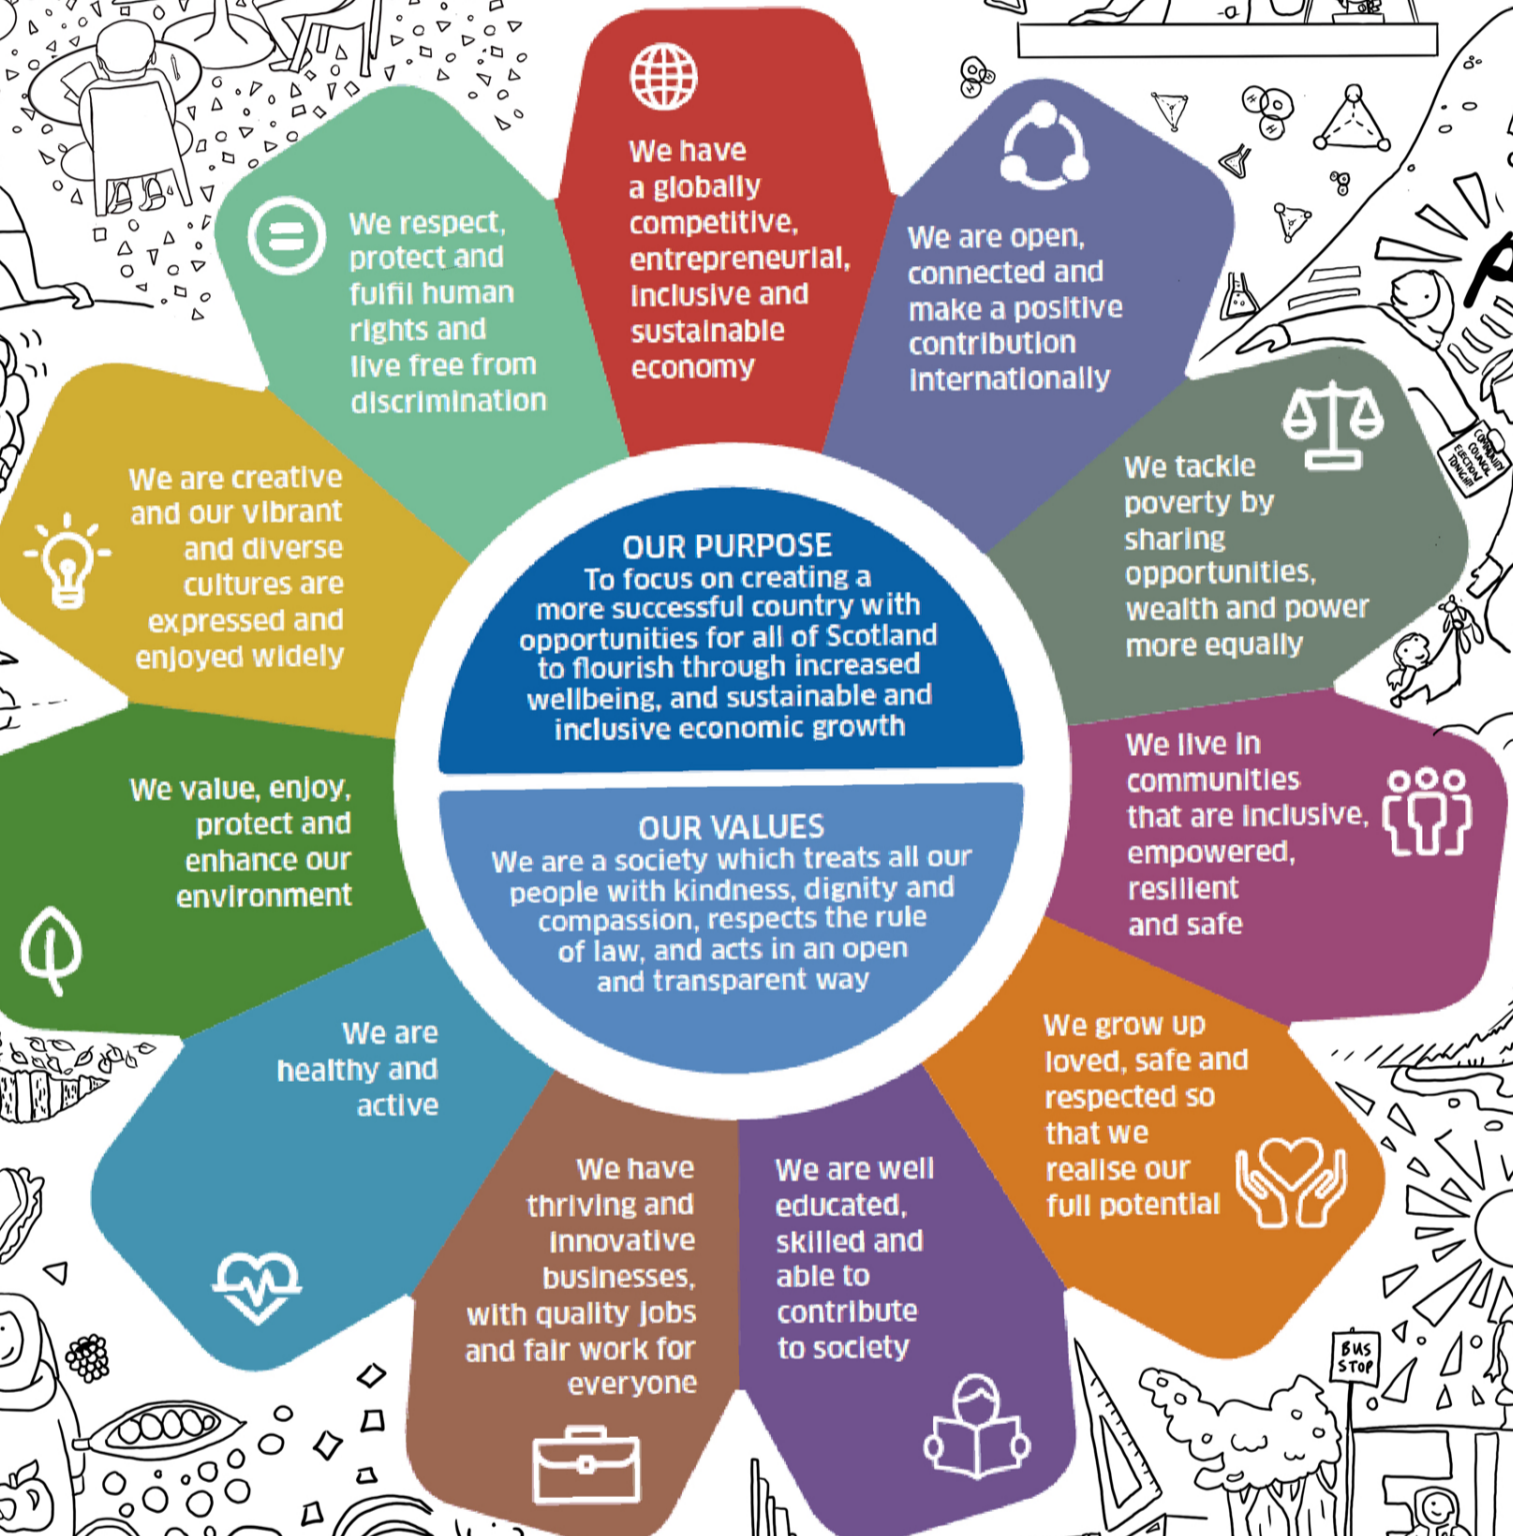 We have
a globally
competitive,
entrepreneurial,
inclusive and
sustainable
economy
We are open,
connected and
make a positive
contribution
internationally
We tackle
poverty by
sharing
opportunities,
wealth and power
more equally
We live in
communities
that are inclusive,
empowered,
resilient
and safe
We grow up
loved, safe and
respected so
that we
realise our
full potential
We are well
educated,
skilled and
able to
contribute
to society
We have
thriving and
innovative
businesses,
with quality jobs
and fair work for
everyone
We are
healthy and
active
We value, enjoy,
protect and
enhance our
environment
We are creative
and our vibrant
and diverse
cultures are
expressed and
enjoyed widely
We respect,
protect and
fulfil human
rights and
live free from
discrimination
OUR PURPOSE
To focus on creating a
more successful country with
opportunities for all of Scotland
to flourish through increased
wellbeing, and sustainable and
inclusive economic growth
OUR VALUES
We are a society which treats all our
people with kindness, dignity and
compassion, respects the rule
of law, and acts in an open
and transparent way
COMMUNITY
COUNCIL
ELECTION
TONIGHT
BUS
STOP